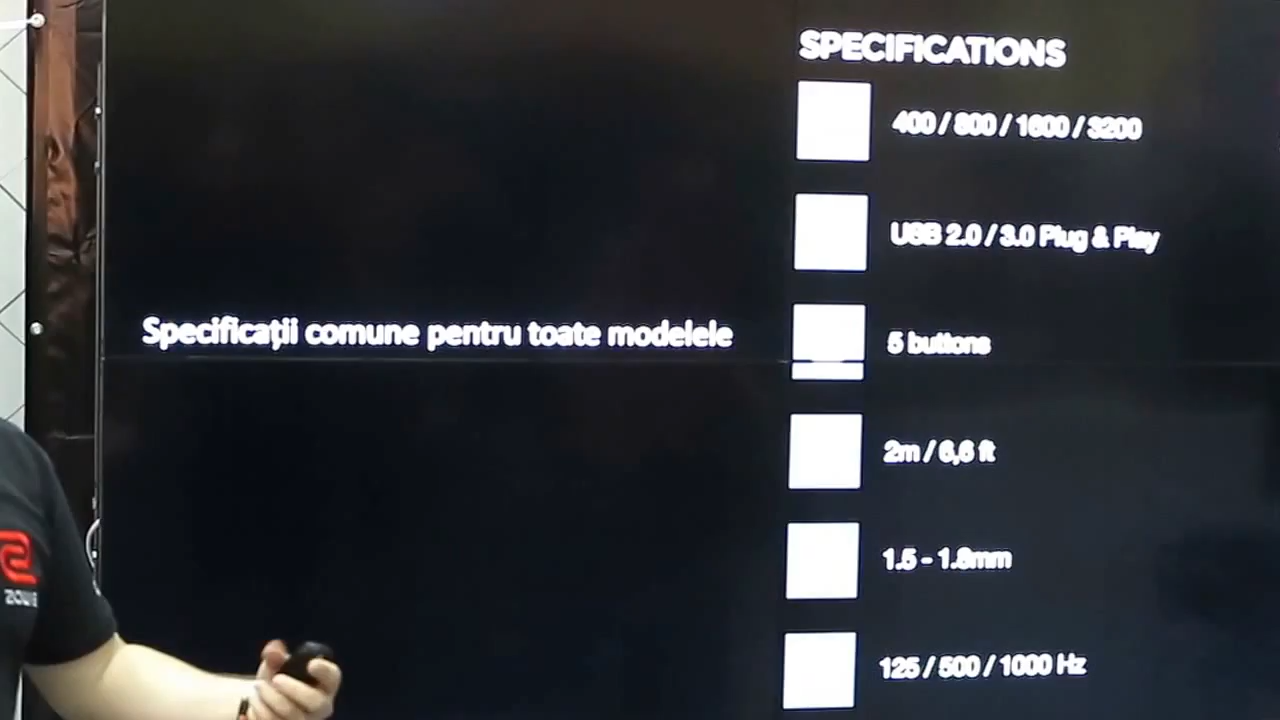 SPECIFICATIONS
400 / 800 / 1600 / 3200
USB 2.0 / 3.0 Plug & Play
Specificații comune pentru toate modelele
5 buttons
2m / 6,6 ft
1.5 - 1.8mm
125 / 500 / 1000 Hz
ZOWIE